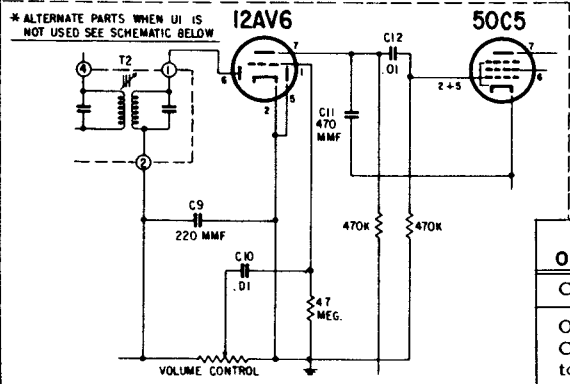 * ALTERNATE PARTS WHEN U1 IS
NOT USED SEE SCHEMATIC BELOW
12AV6
50C5
T2
4
1
6
7
1
2
5
C12
.01
7
6
2+5
C11
470
MMF
2
C9
220 MMF
C10
.01
470K
470K
47
MEG.
VOLUME CONTROL
O
C
O
C
to